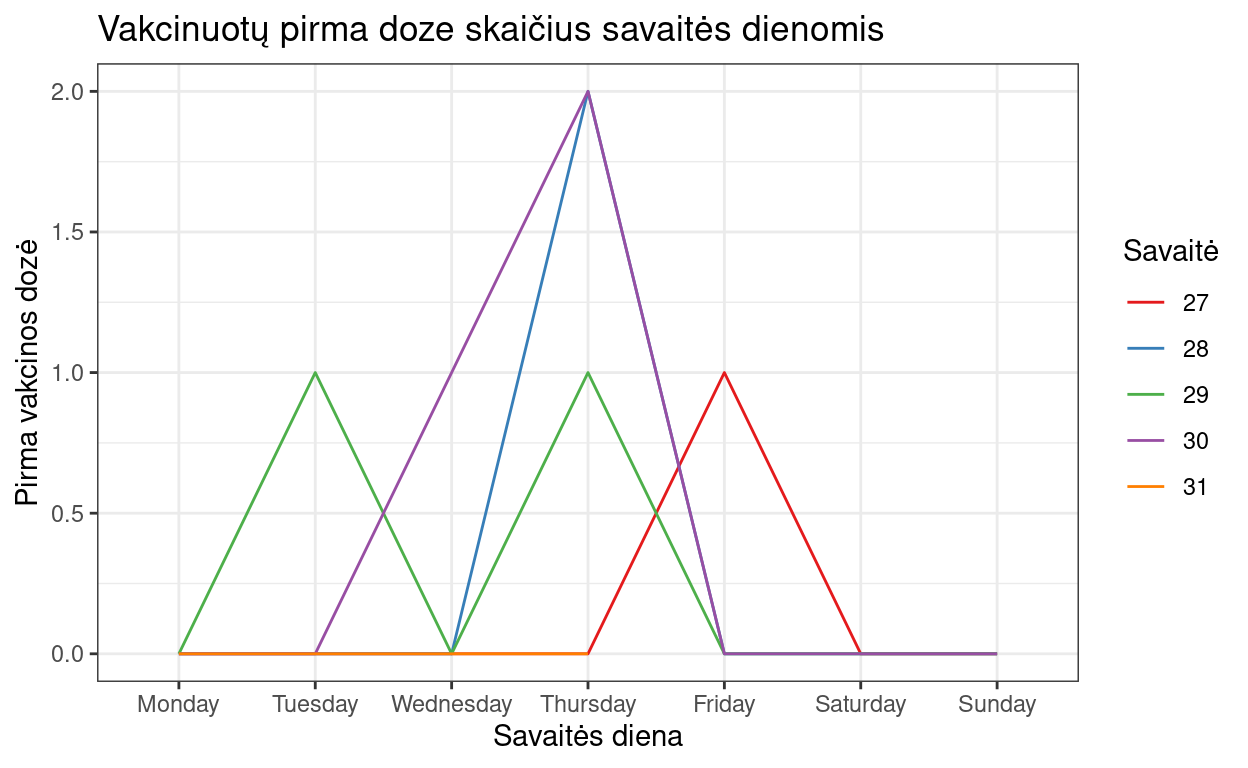 Vakcinuotų pirma doze skaičius savaitės dienomis
Pirma vakcinos dozė
2.0
1.5
1.0
0.5
0.0
Monday Tuesday Wednesday Thursday Friday Saturday Sunday
Savaitės diena
Savaitė
27
28
29
30
31